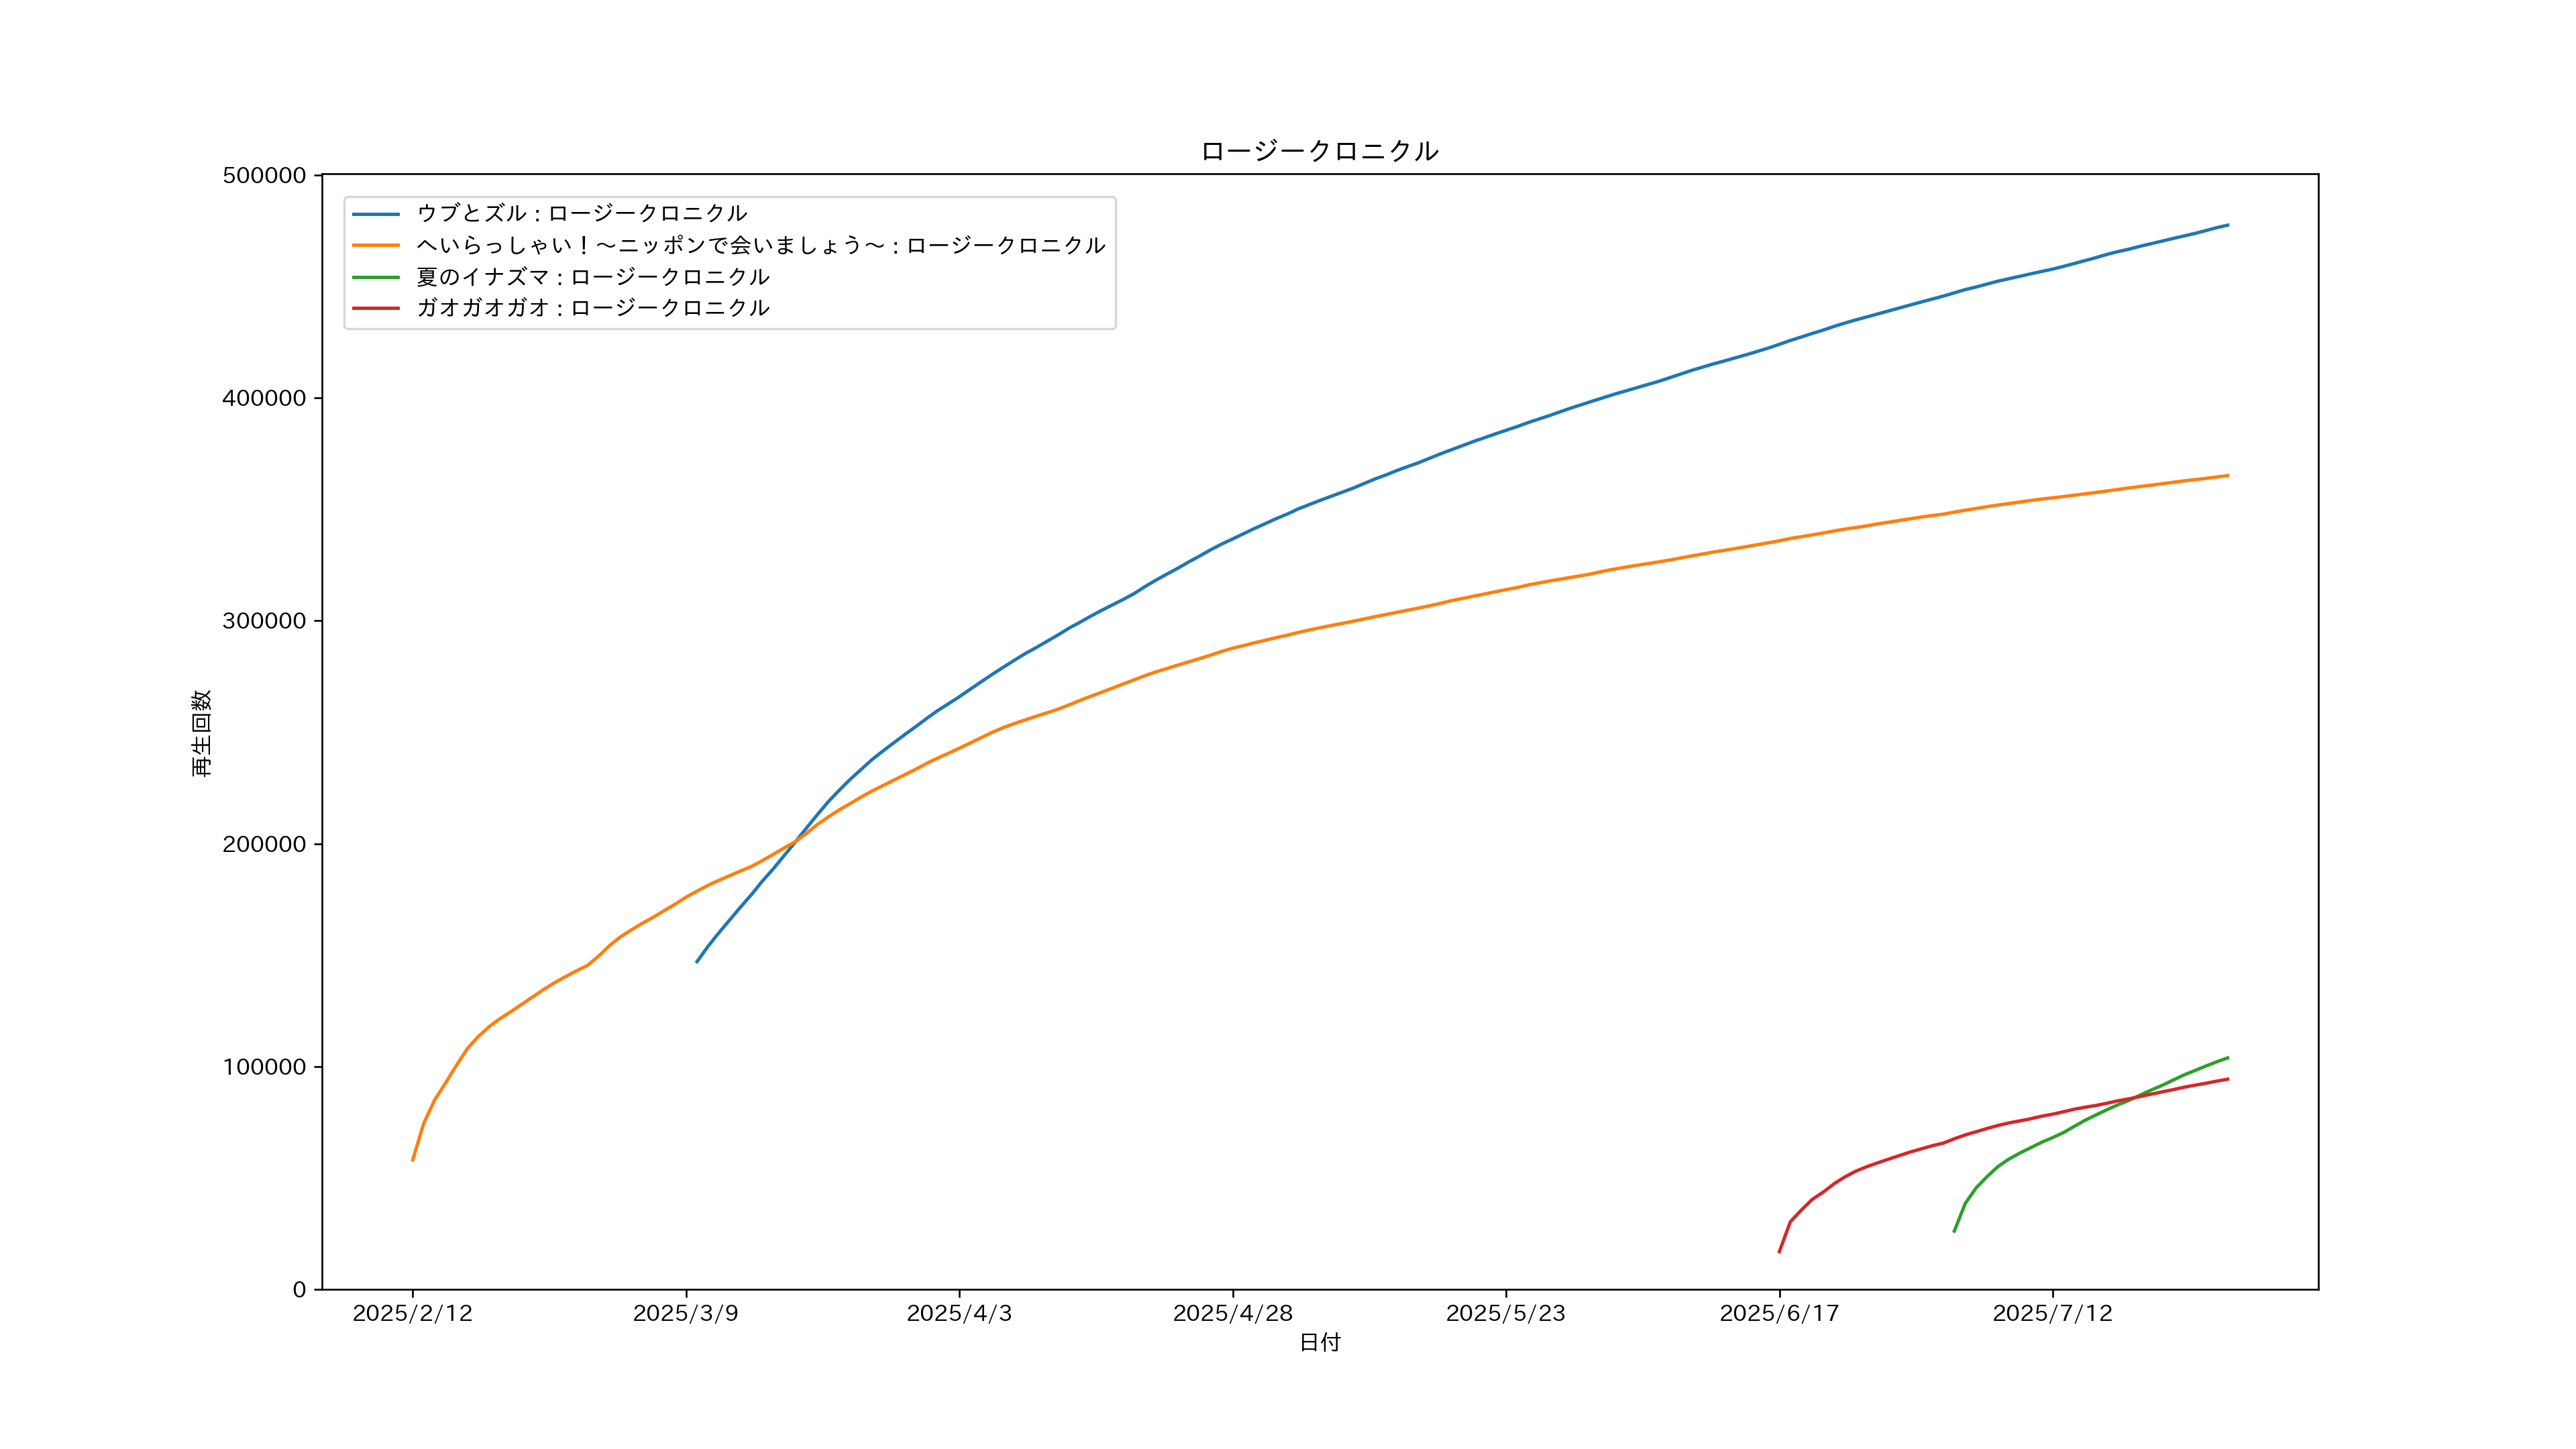 ロージークロニクル
500000
400000
300000
200000
100000
0
再生回数
ウブとズル : ロージークロニクル
へいらっしゃい！～ニッポンで会いましょう～ : ロージークロニクル
夏のイナズマ : ロージークロニクル
ガオガオガオ : ロージークロニクル
2025/2/12 2025/3/9 2025/4/3 2025/4/28 2025/5/23 2025/6/17 2025/7/12
日付